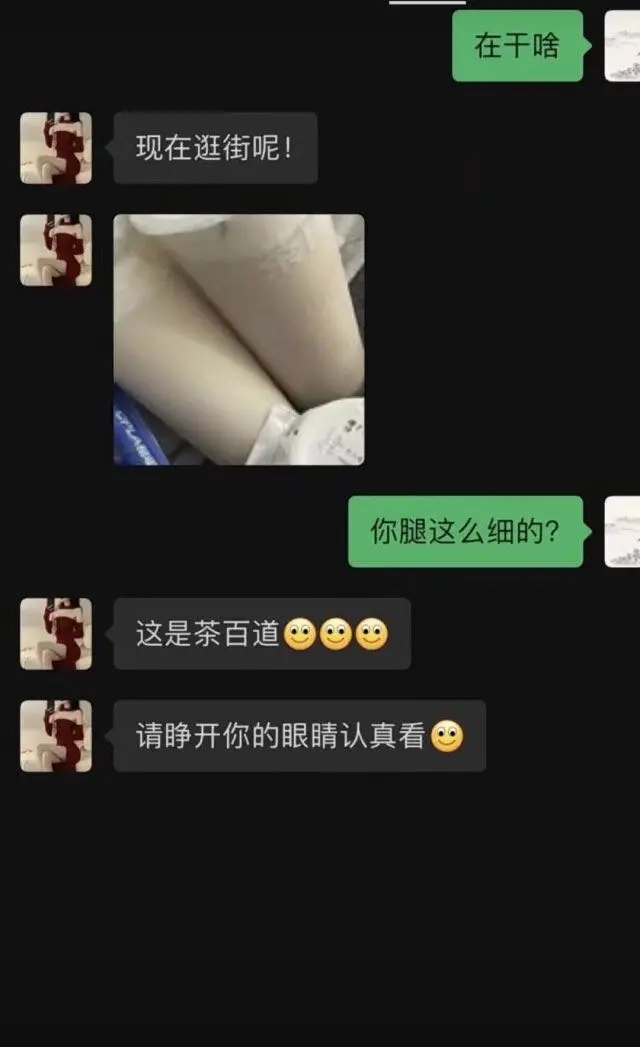 在干啥
现在逛街呢！
你腿这么细的？
这是茶百道
请睁开你的眼睛认真看